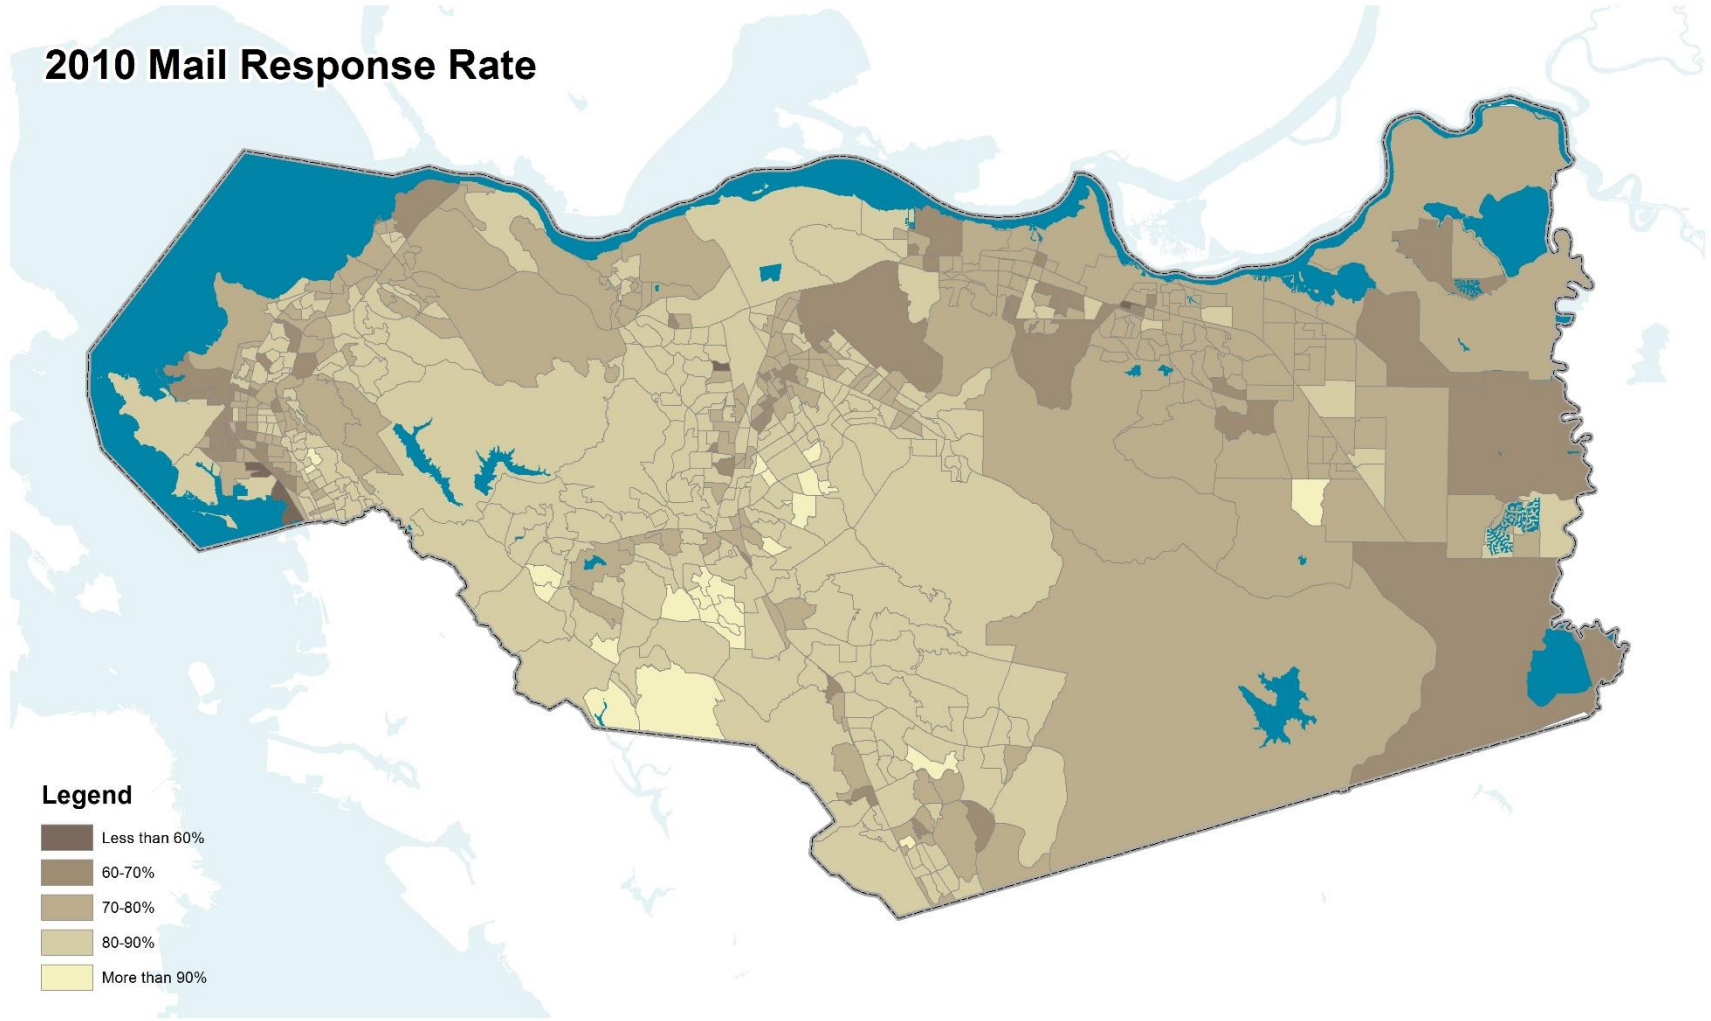 2010 Mail Response Rate
Legend
Less than 60%
60-70%
70-80%
80-90%
More than 90%